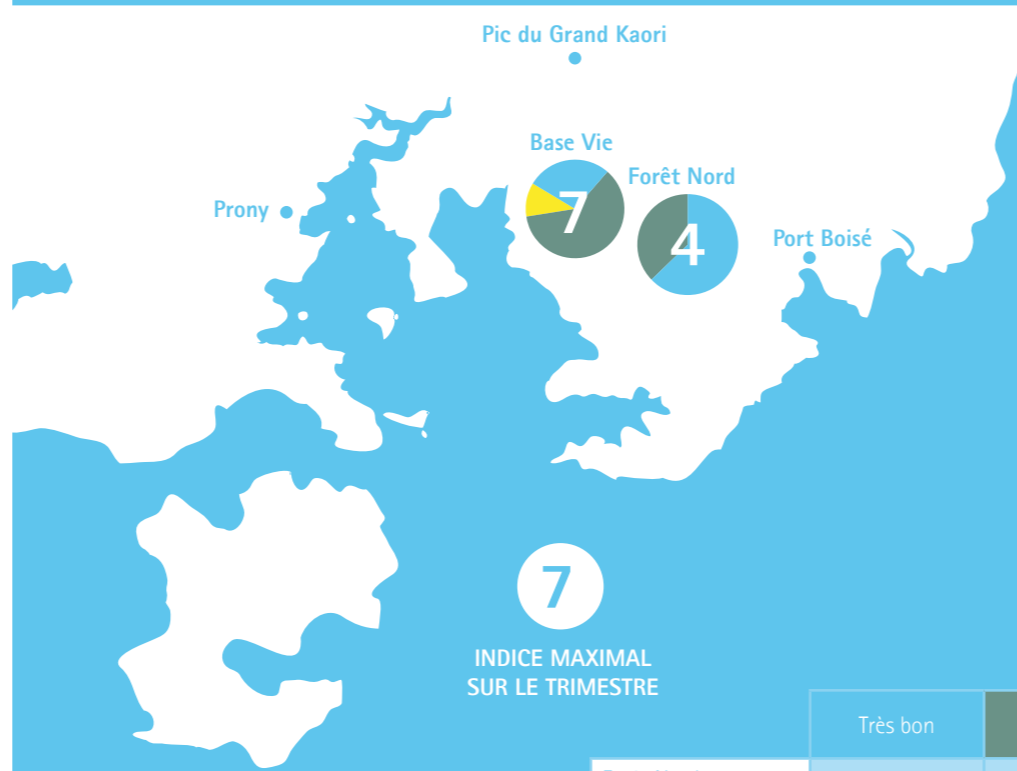 Pic du Grand Kaori
Base Vie
7
Forêt Nord
4
Prony
Port Boisé
7
INDICE MAXIMAL
SUR LE TRIMESTRE
Très bon